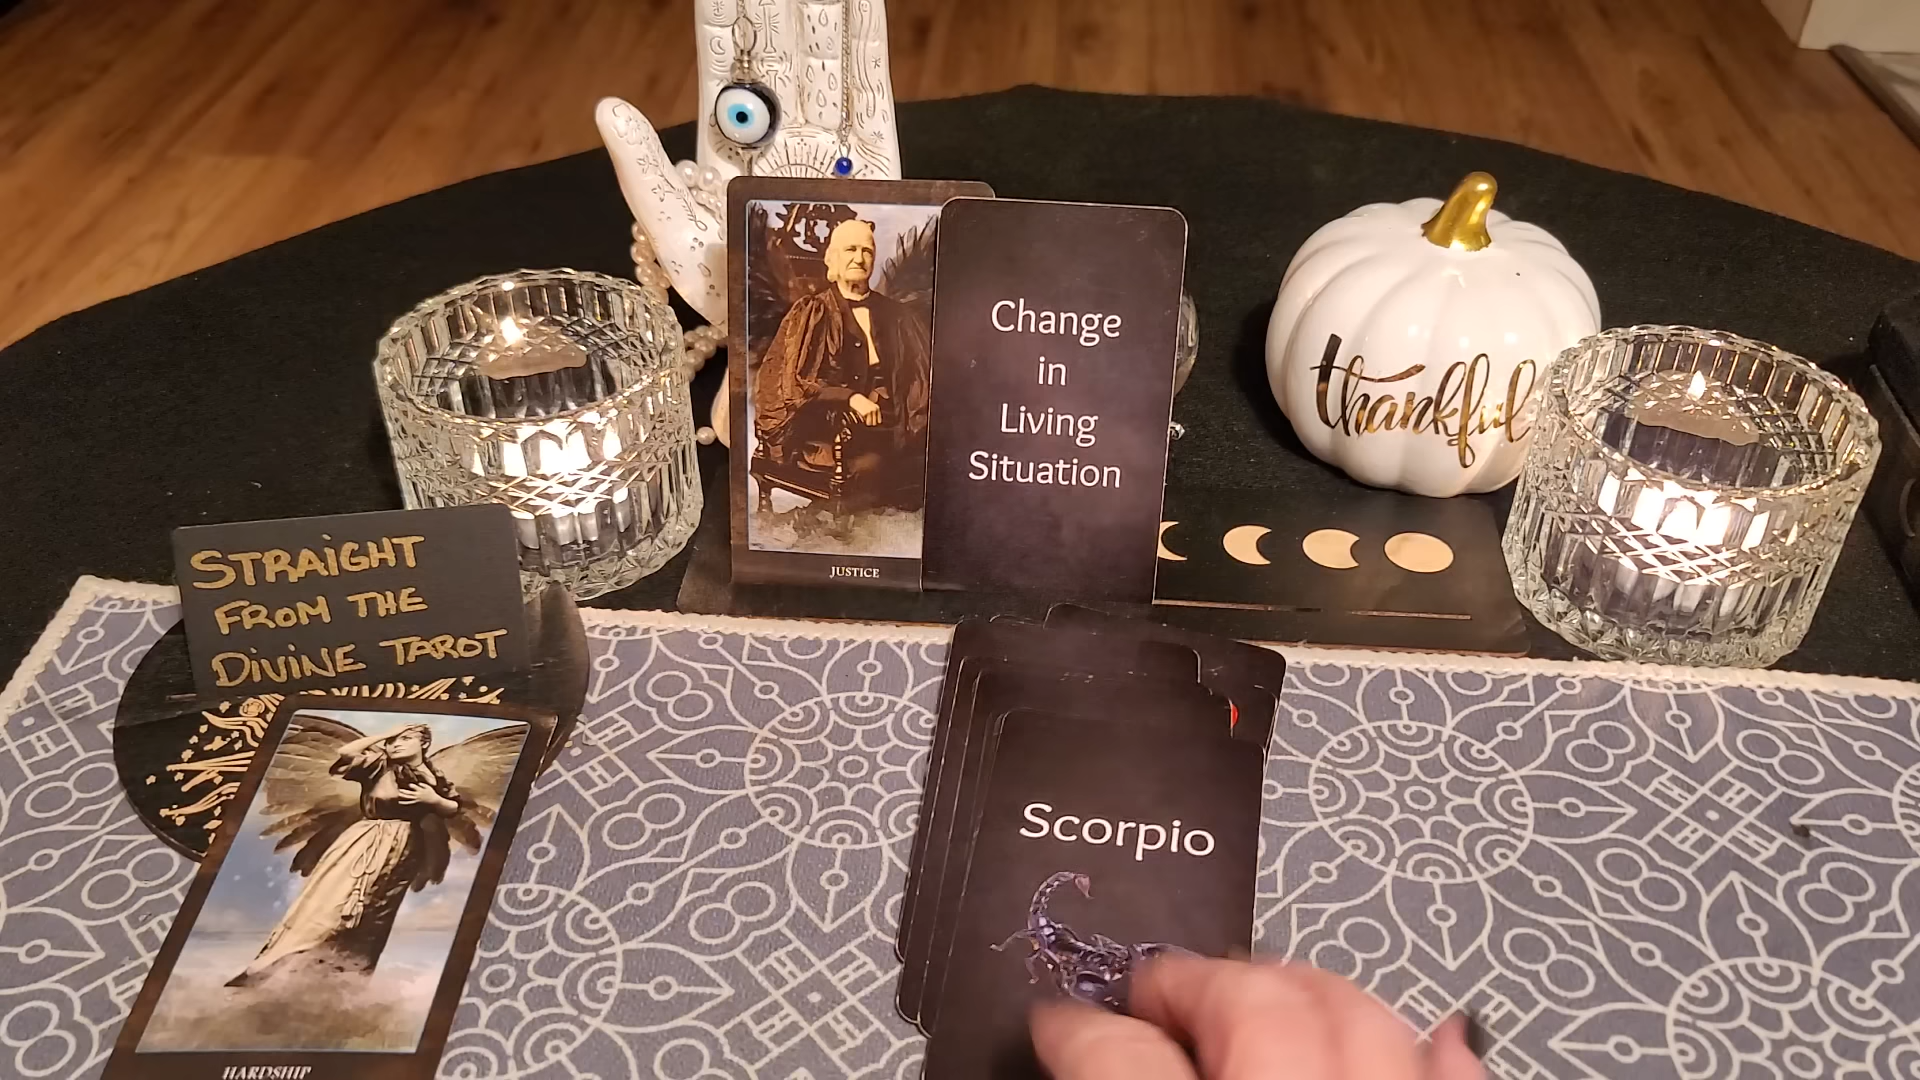 Change
in
Living
Situation
JUSTICE
thankful
STRAIGHT
FROM THE
DIVINE TAROT
Scorpio
HARDSHIP